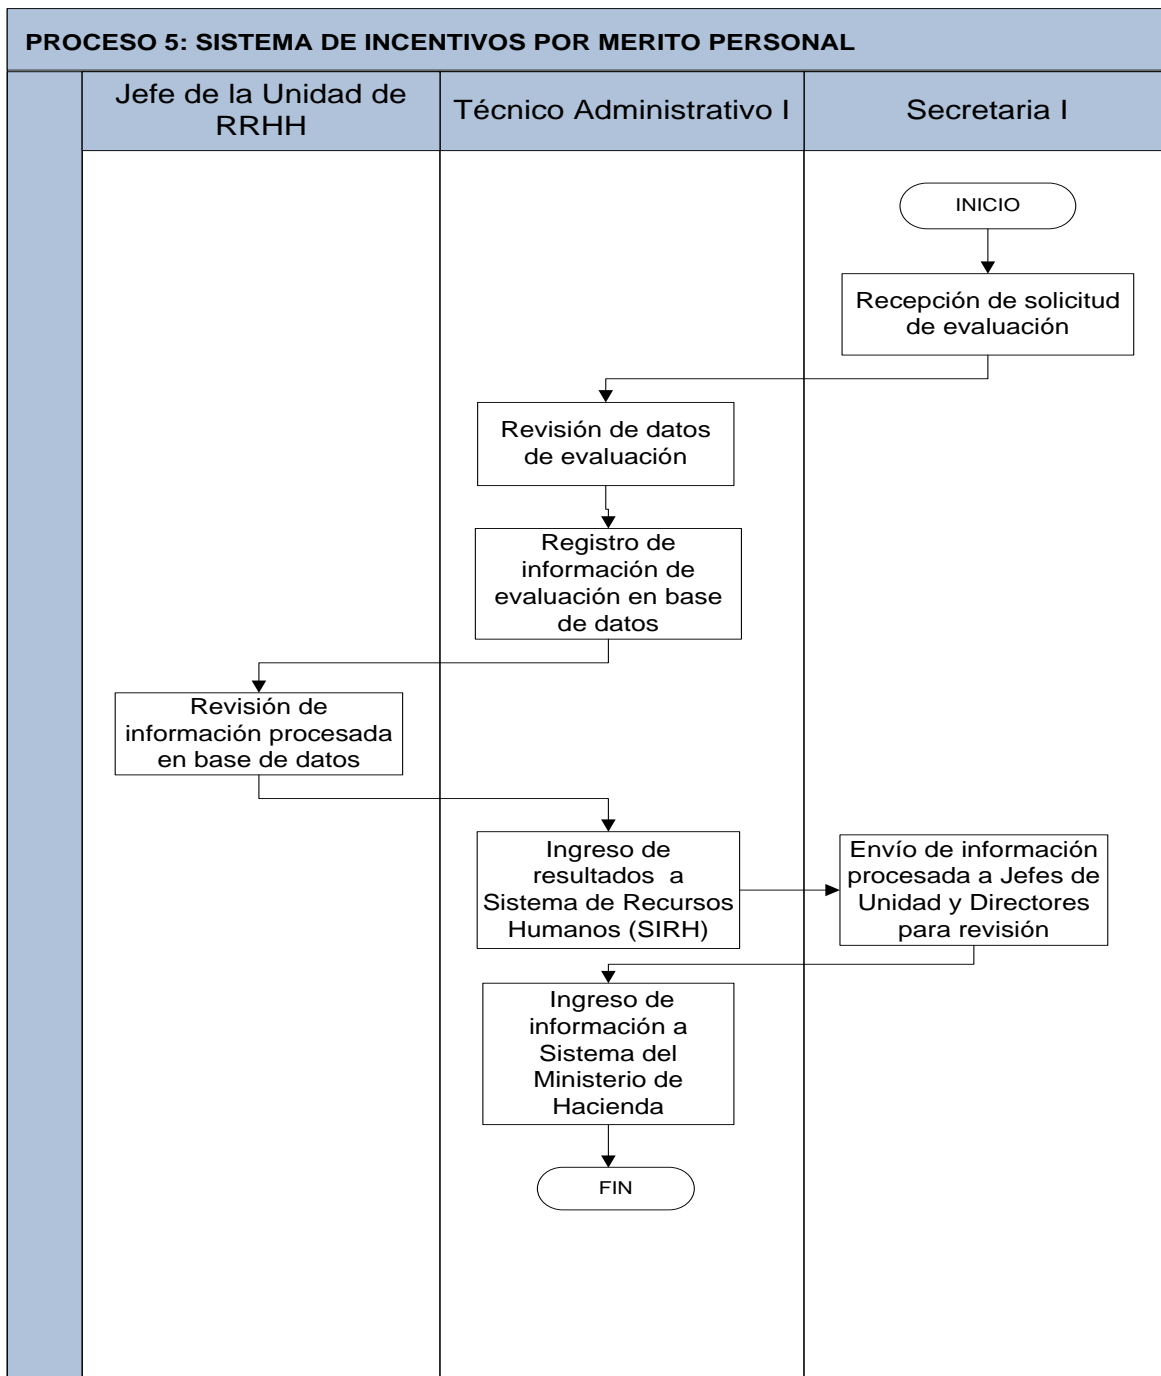 PROCESO 5: SISTEMA DE INCENTIVOS POR MERITO PERSONAL
Jefe de la Unidad de
RRHH
Técnico Administrativo I
Secretaria I
INICIO
Recepción de solicitud
de evaluación
Revisión de datos
de evaluación
Registro de
información de
evaluación en base
de datos
Revisión de
información procesada
en base de datos
Ingreso de
resultados a
Sistema de Recursos
Humanos (SIRH)
Envío de información
procesada a Jefes de
Unidad y Directores
para revisión
Ingreso de
información a
Sistema del
Ministerio de
Hacienda
FIN